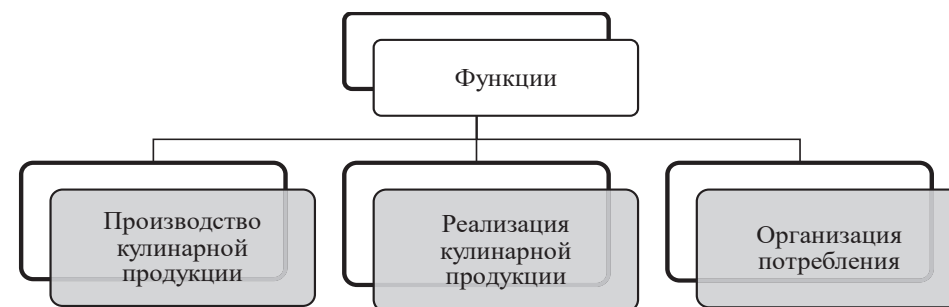 Функции
Производство
кулинарной
продукции
Реализация
кулинарной
продукции
Организация
потребления